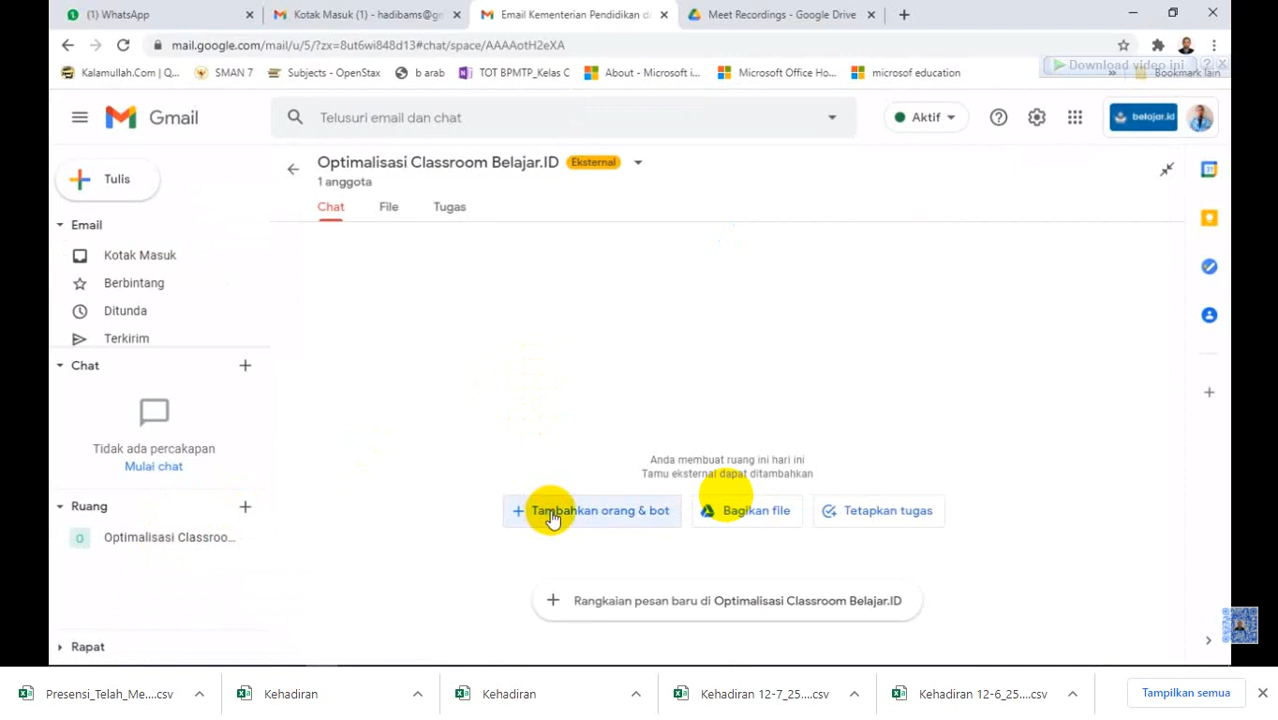 (1) WhatsApp
Kotak Masuk (1) - hadibams@gr
Email Kementerian Pendidikan da
Meet Recordings - Google Drive
mail.google.com/mail/u/5/?zx=8ut6wi848d13#chat/space/AAAAotH2eXA
Kalamullah.Com | Q...
SMAN 7
Subjects - OpenStax
b arab
TOT BPMTP_Kelas C
About - Microsoft i...
Microsoft Office Ho...
microsof education
Download video ini
Bookmark lain
Gmail
Telusuri email dan chat
Aktif
belajar.id
Tulis
Optimalisasi Classroom Belajar.ID
Eksternal
1 anggota
Chat
File
Tugas
Email
Kotak Masuk
Berbintang
Ditunda
Terkirim
Chat
Tidak ada percakapan
Mulai chat
Ruang
Optimalisasi Classroo...
Rapat
Anda membuat ruang ini hari ini
Tamu eksternal dapat ditambahkan
Tambahkan orang & bot
Bagikan file
Tetapkan tugas
Rangkaian pesan baru di Optimalisasi Classroom Belajar.ID
Presensi_Telah_Me....csv
Kehadiran
Kehadiran
Kehadiran 12-7_25....csv
Kehadiran 12-6_25....csv
Tampilkan semua